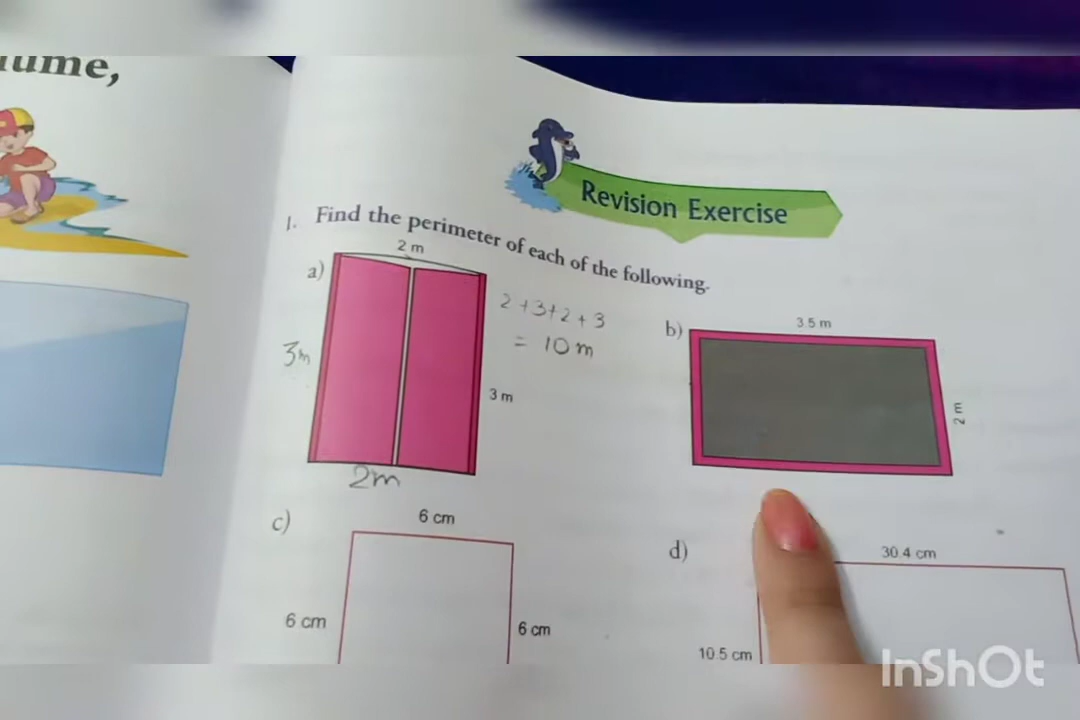 ume,
Revision Exercise
1. Find the perimeter of each of the following.
a)
2 m
3m
3 m
2m
2+3+2+3
= 10 m
b)
3.5 m
2 m
c)
6 cm
6 cm
6 cm
d)
30.4 cm
10.5 cm
InShOt